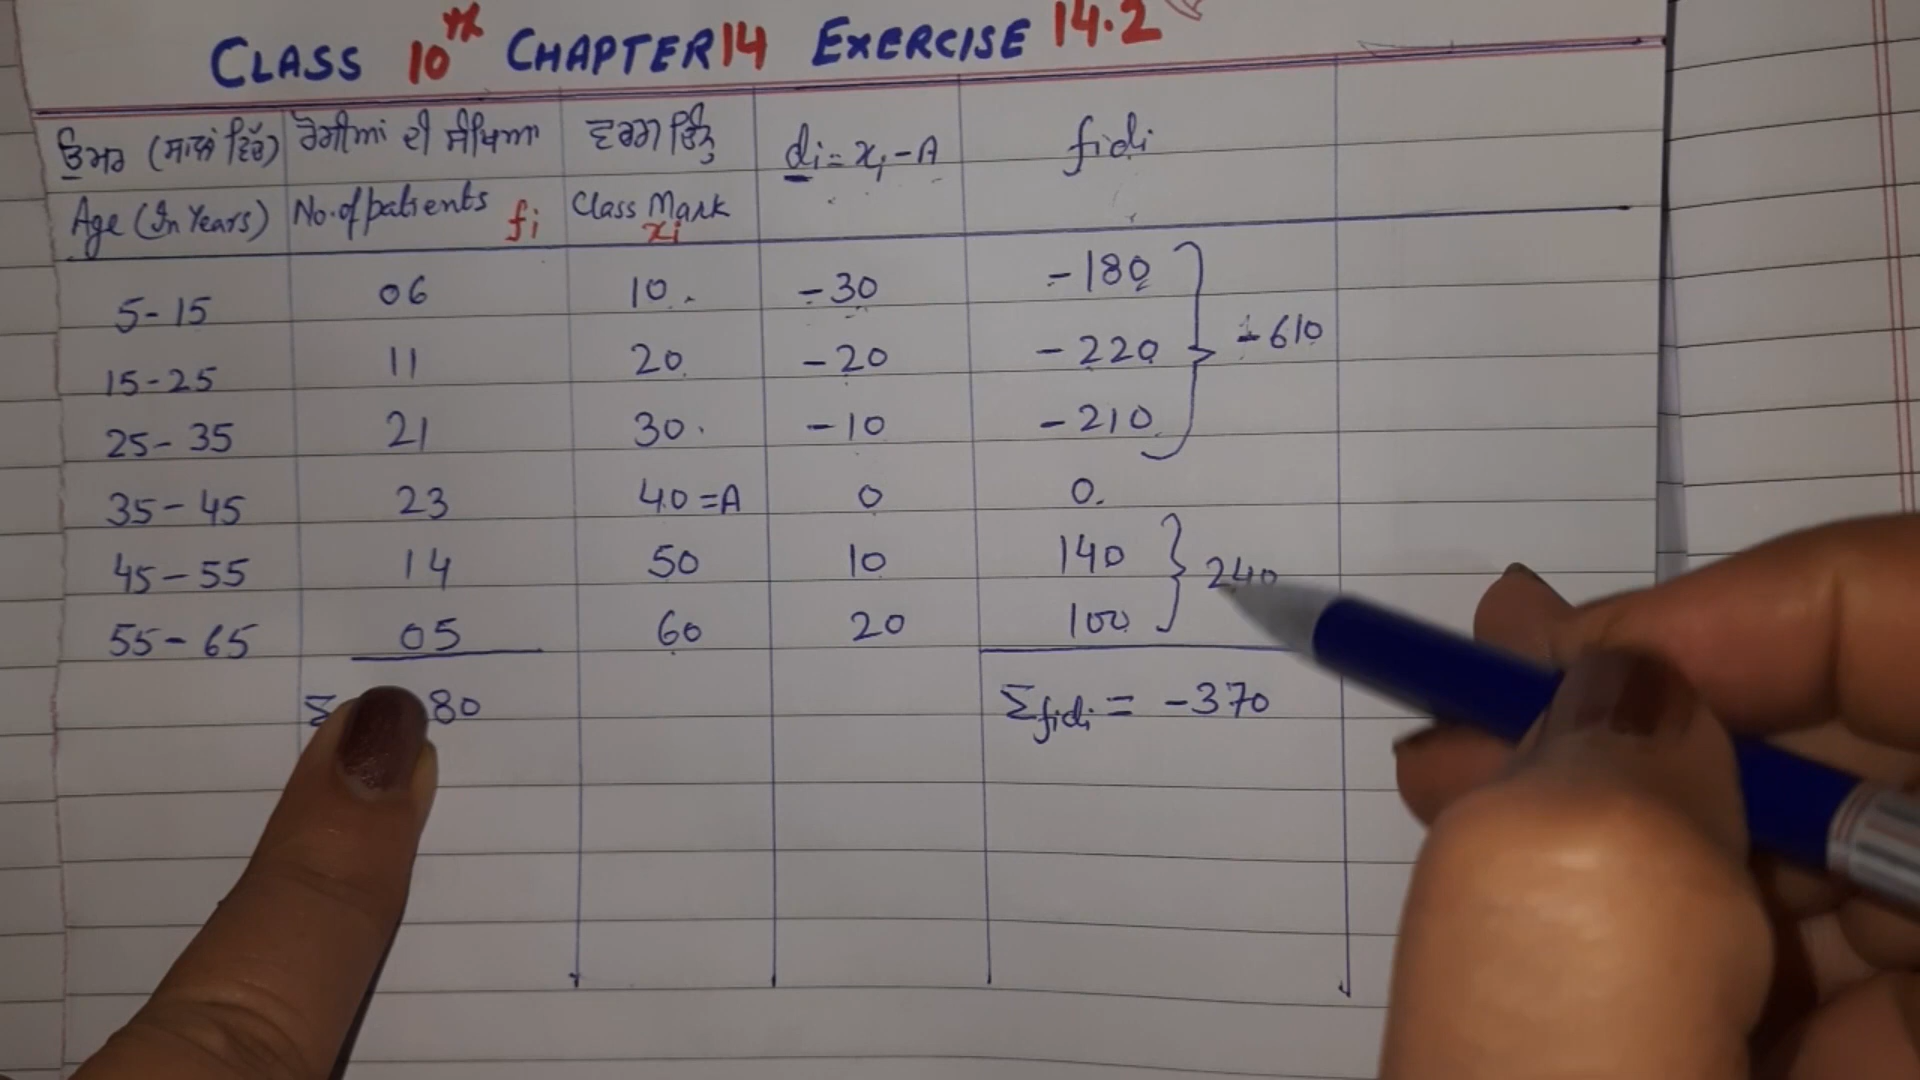 CLASS 10th CHAPTER 14 EXERCISE 14.2
ਉਮਰ (ਸਾਲਾਂ ਵਿੱਚ) ਰੋਗੀਆਂ ਦੀ ਸੰਖਿਆ ਵਰਗ ਚਿੰਨ੍ਹ di = xi - A fidi
Age (In Years) No. of patients fi Class Mark xi
5-15 06 10 -30 -180
15-25 11 20 -20 -220 -610
25-35 21 30 -10 -210
35-45 23 40 = A 0 0
45-55 14 50 10 140 240
55-65 05 60 20 100
Σ 80 Σfidi = -370